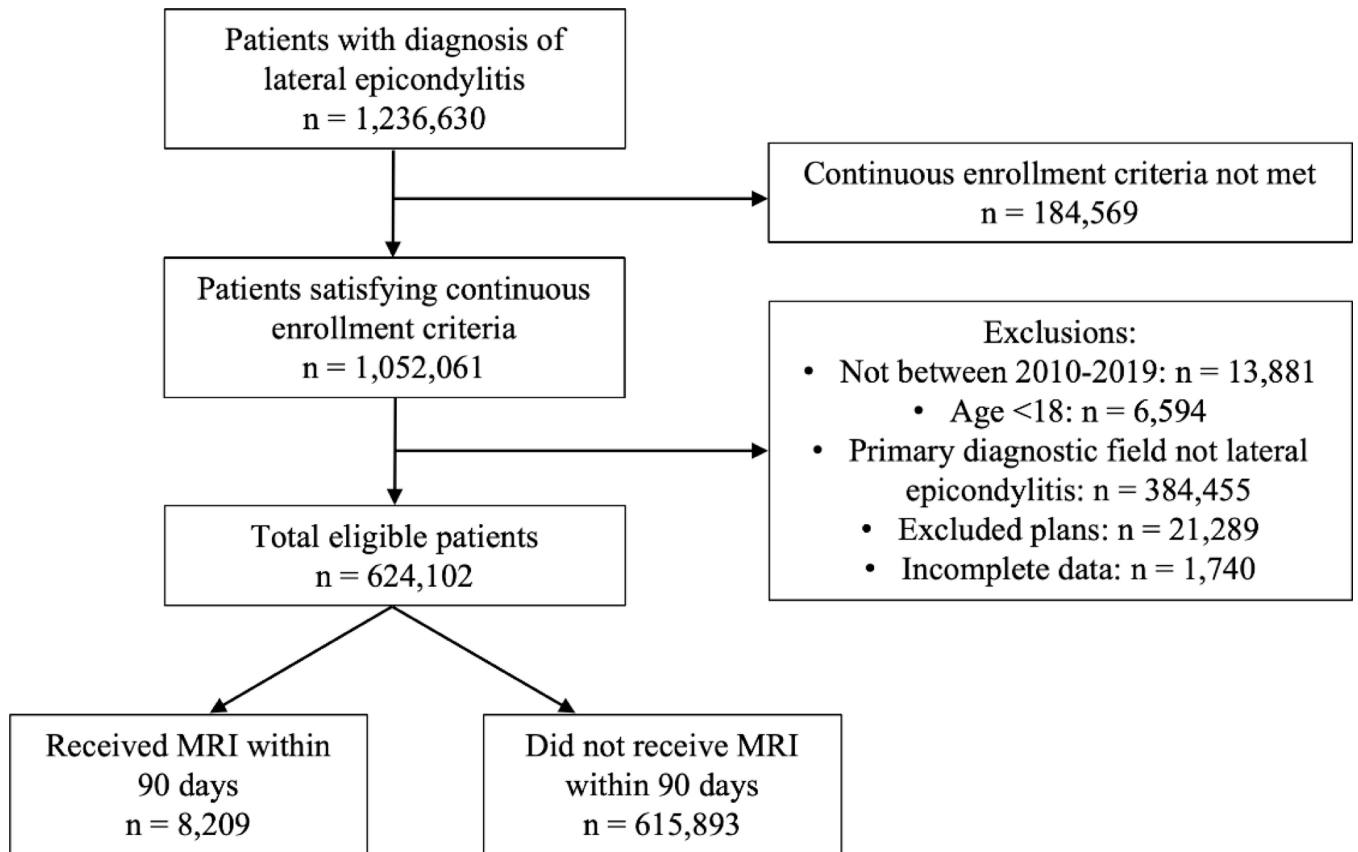 Patients with diagnosis of
lateral epicondylitis
n = 1,236,630
Continuous enrollment criteria not met
n = 184,569
Patients satisfying continuous
enrollment criteria
n = 1,052,061
Exclusions:
• Not between 2010-2019: n = 13,881
• Age <18: n = 6,594
• Primary diagnostic field not lateral
epicondylitis: n = 384,455
• Excluded plans: n = 21,289
• Incomplete data: n = 1,740
Total eligible patients
n = 624,102
Received MRI within
90 days
n = 8,209
Did not receive MRI
within 90 days
n = 615,893